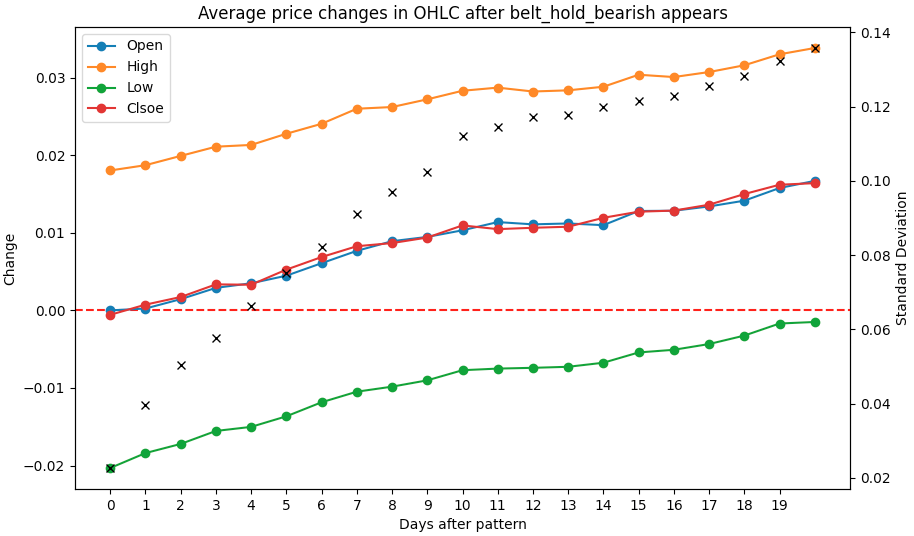 Average price changes in OHLC after belt_hold_bearish appears
Open
High
Low
Clsoe
0.03
0.02
0.01
0.00
−0.01
−0.02
Change
0.14
0.12
0.10
0.08
0.06
0.04
0.02
Standard Deviation
0 1 2 3 4 5 6 7 8 9 10 11 12 13 14 15 16 17 18 19
Days after pattern